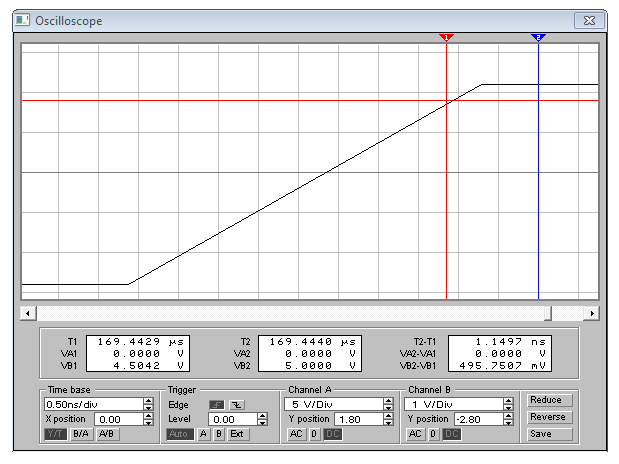 Oscilloscope
1 2
T1 169.4429 µs T2 169.4440 µs T2-T1 1.1497 ns
VA1 0.0000 V VA2 0.0000 V VA2-VA1 0.0000 V
VB1 4.5042 V VB2 5.0000 V VB2-VB1 495.7507 mV
Time base Trigger Channel A Channel B
0.50ns/div Edge 5 V/Div 1 V/Div Reduce
X position 0.00 Level 0.00 Y position 1.80 Y position -2.80 Reverse
Y/T B/A A/B Auto A B Ext AC 0 DC AC 0 DC Save